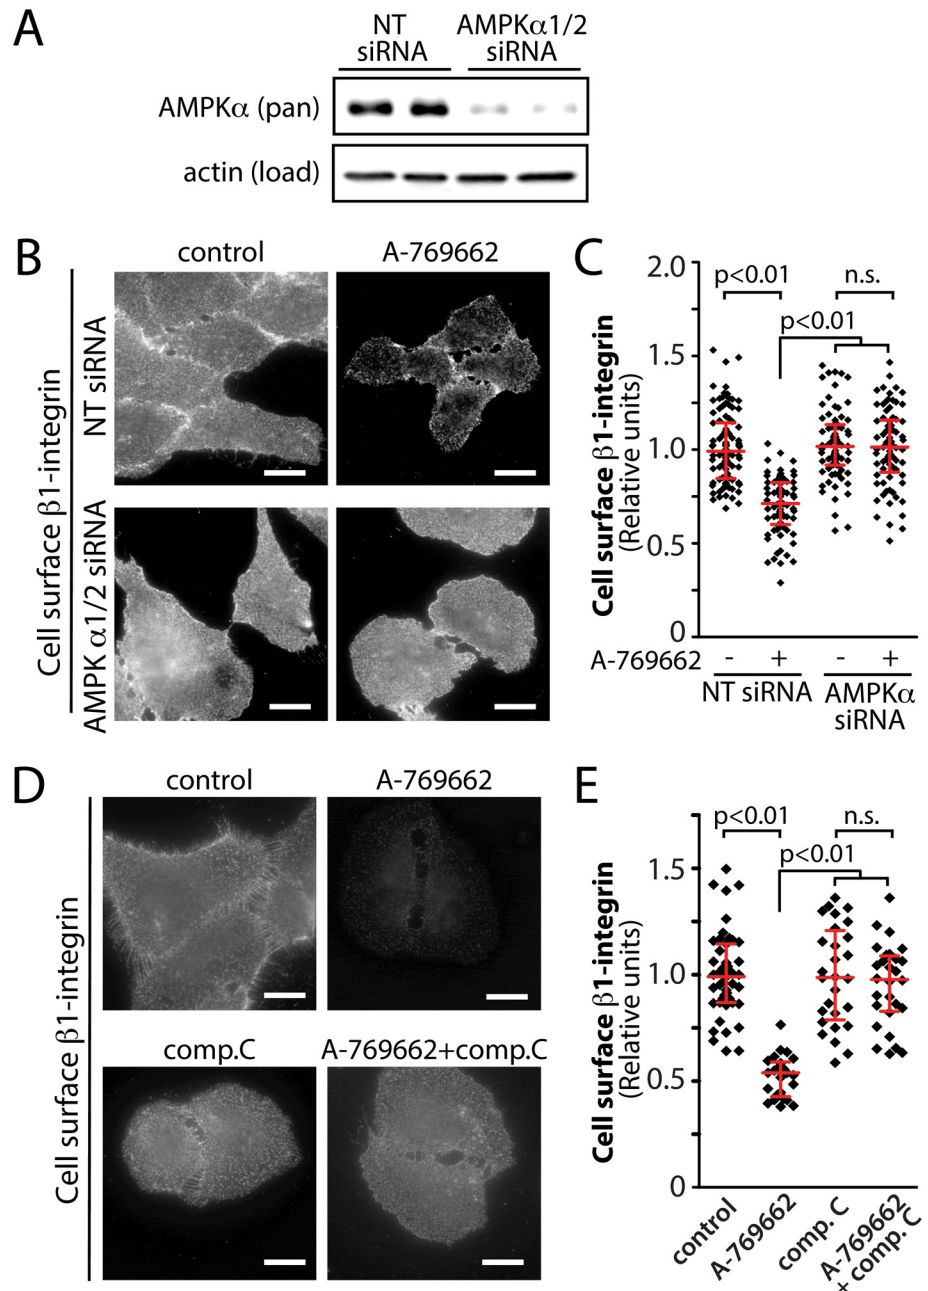 A
NT
siRNA
AMPKα1/2
siRNA
AMPKα (pan)
actin (load)
B
control
A-769662
Cell surface β1-integrin
NT siRNA
AMPK α1/2 siRNA
C
Cell surface β1-integrin
(Relative units)
2.0
1.5
1.0
0.5
0
p<0.01
n.s.
p<0.01
A-769662 - + - +
NT siRNA
AMPKα
siRNA
D
control
A-769662
Cell surface β1-integrin
comp.C
A-769662+comp.C
E
Cell surface β1-integrin
(Relative units)
1.5
1.0
0.5
0
p<0.01
n.s.
p<0.01
control
A-769662
comp. C
A-769662
+ comp. C